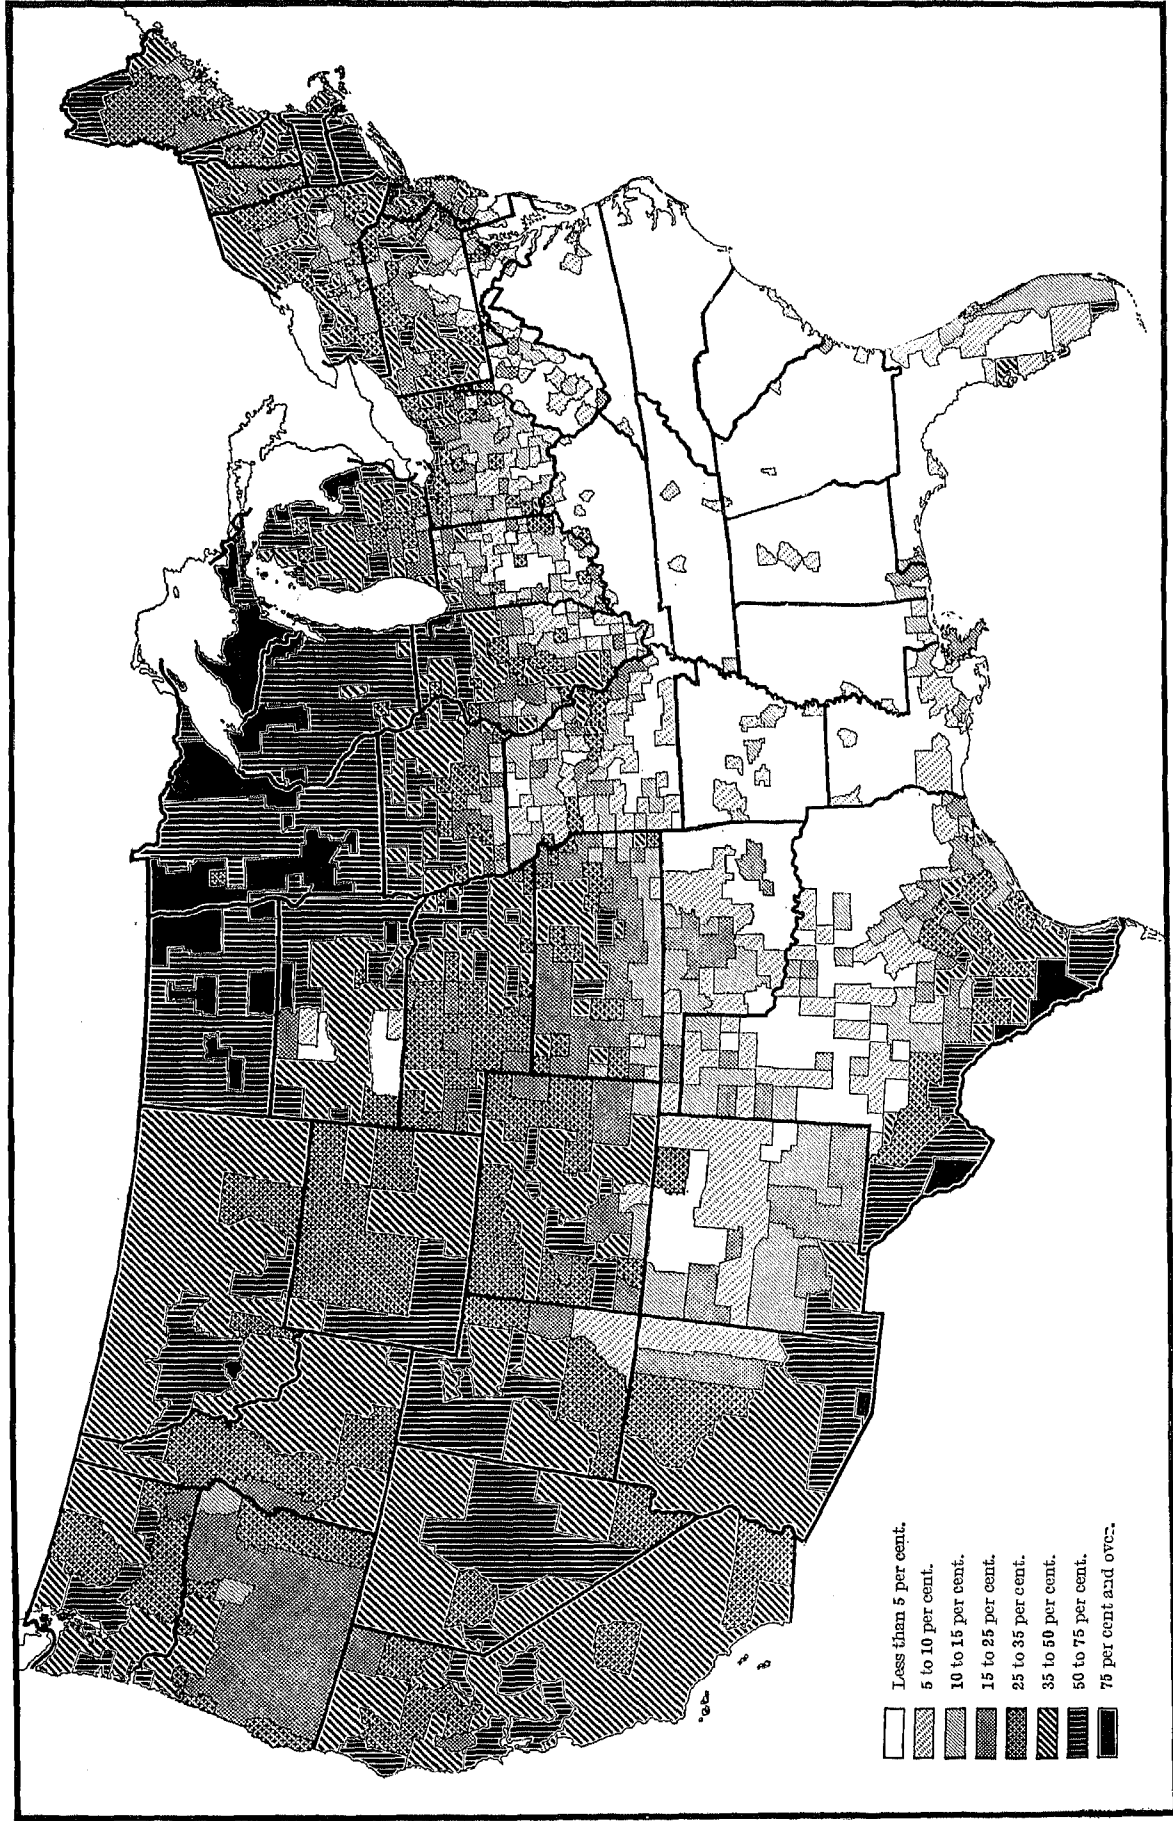 Less than 5 per cent.
5 to 10 per cent.
10 to 15 per cent.
15 to 25 per cent.
25 to 35 per cent.
35 to 50 per cent.
50 to 75 per cent.
75 per cent and over.